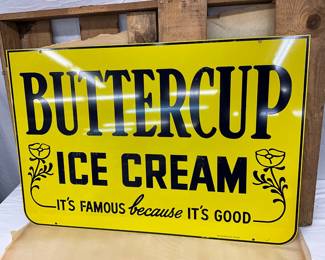 BUTTERCUP
ICE CREAM
IT'S FAMOUS because IT'S GOOD